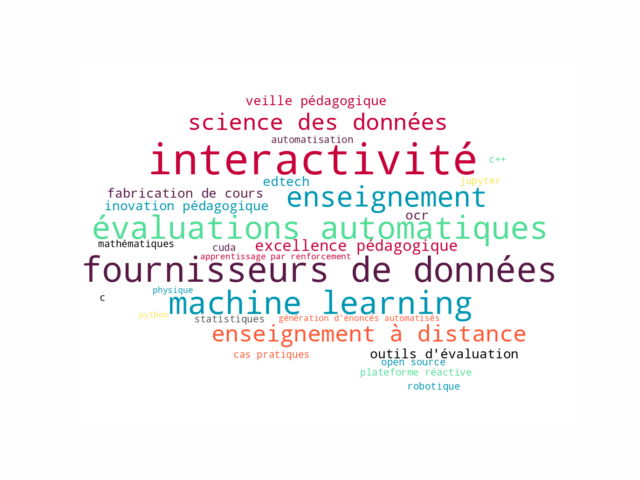 veille pédagogique
science des données
automatisation
interactivité
c++
edtech
jupyter
fabrication de cours
enseignement
inovation pédagogique
ocr
évaluations automatiques
mathématiques
cuda
excellence pédagogique
apprentissage par renforcement
fournisseurs de données
physique
c
machine learning
python
statistiques
génération d'énoncés automatisés
enseignement à distance
cas pratiques
outils d'évaluation
open source
plateforme réactive
robotique